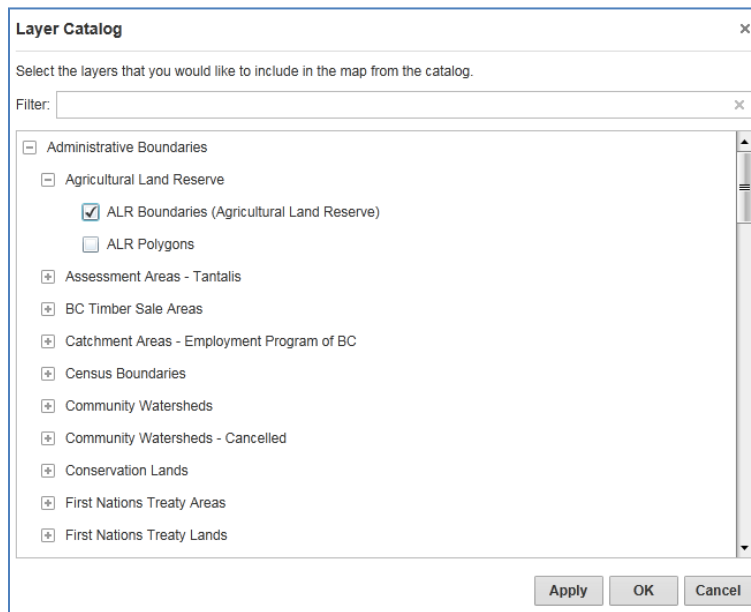 Layer Catalog
Select the layers that you would like to include in the map from the catalog.
Filter:
Administrative Boundaries
Agricultural Land Reserve
ALR Boundaries (Agricultural Land Reserve)
ALR Polygons
Assessment Areas - Tantalis
BC Timber Sale Areas
Catchment Areas - Employment Program of BC
Census Boundaries
Community Watersheds
Community Watersheds - Cancelled
Conservation Lands
First Nations Treaty Areas
First Nations Treaty Lands
Apply OK Cancel